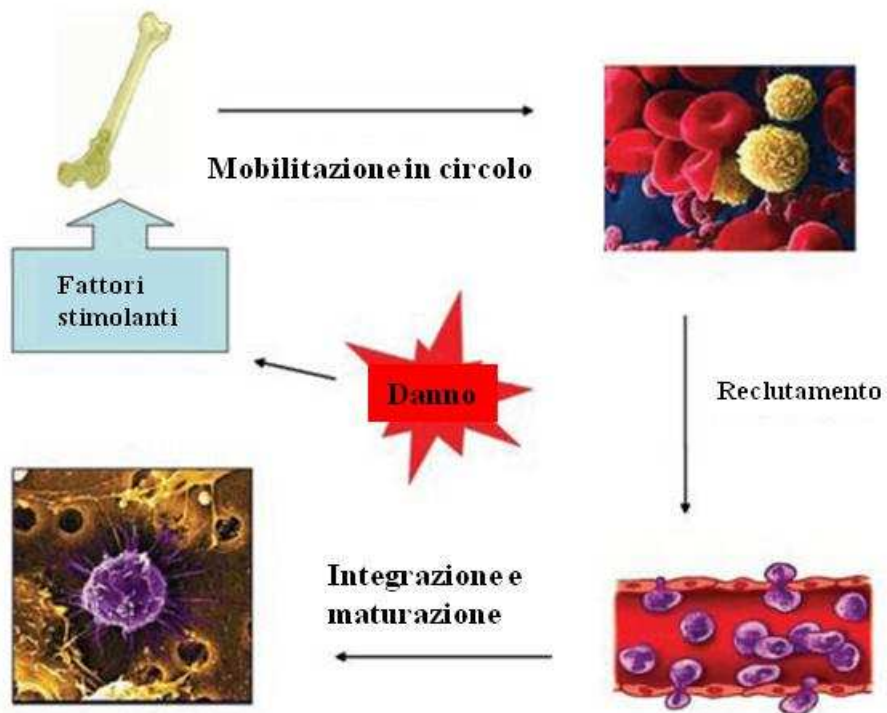 Mobilitazione in circolo
Fattori
stimolanti
Danno
Reclutamento
Integrazione e
maturazione